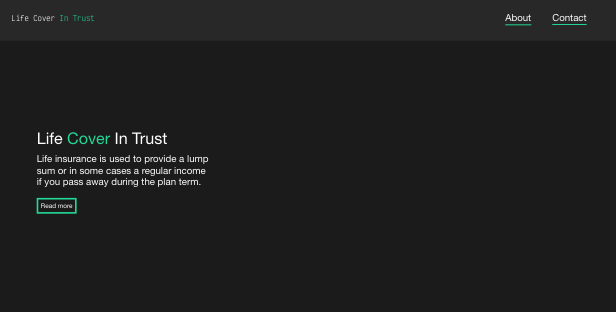 Life Cover In Trust
About
Contact
Life Cover In Trust
Life insurance is used to provide a lump
sum or in some cases a regular income
if you pass away during the plan term.
Read more